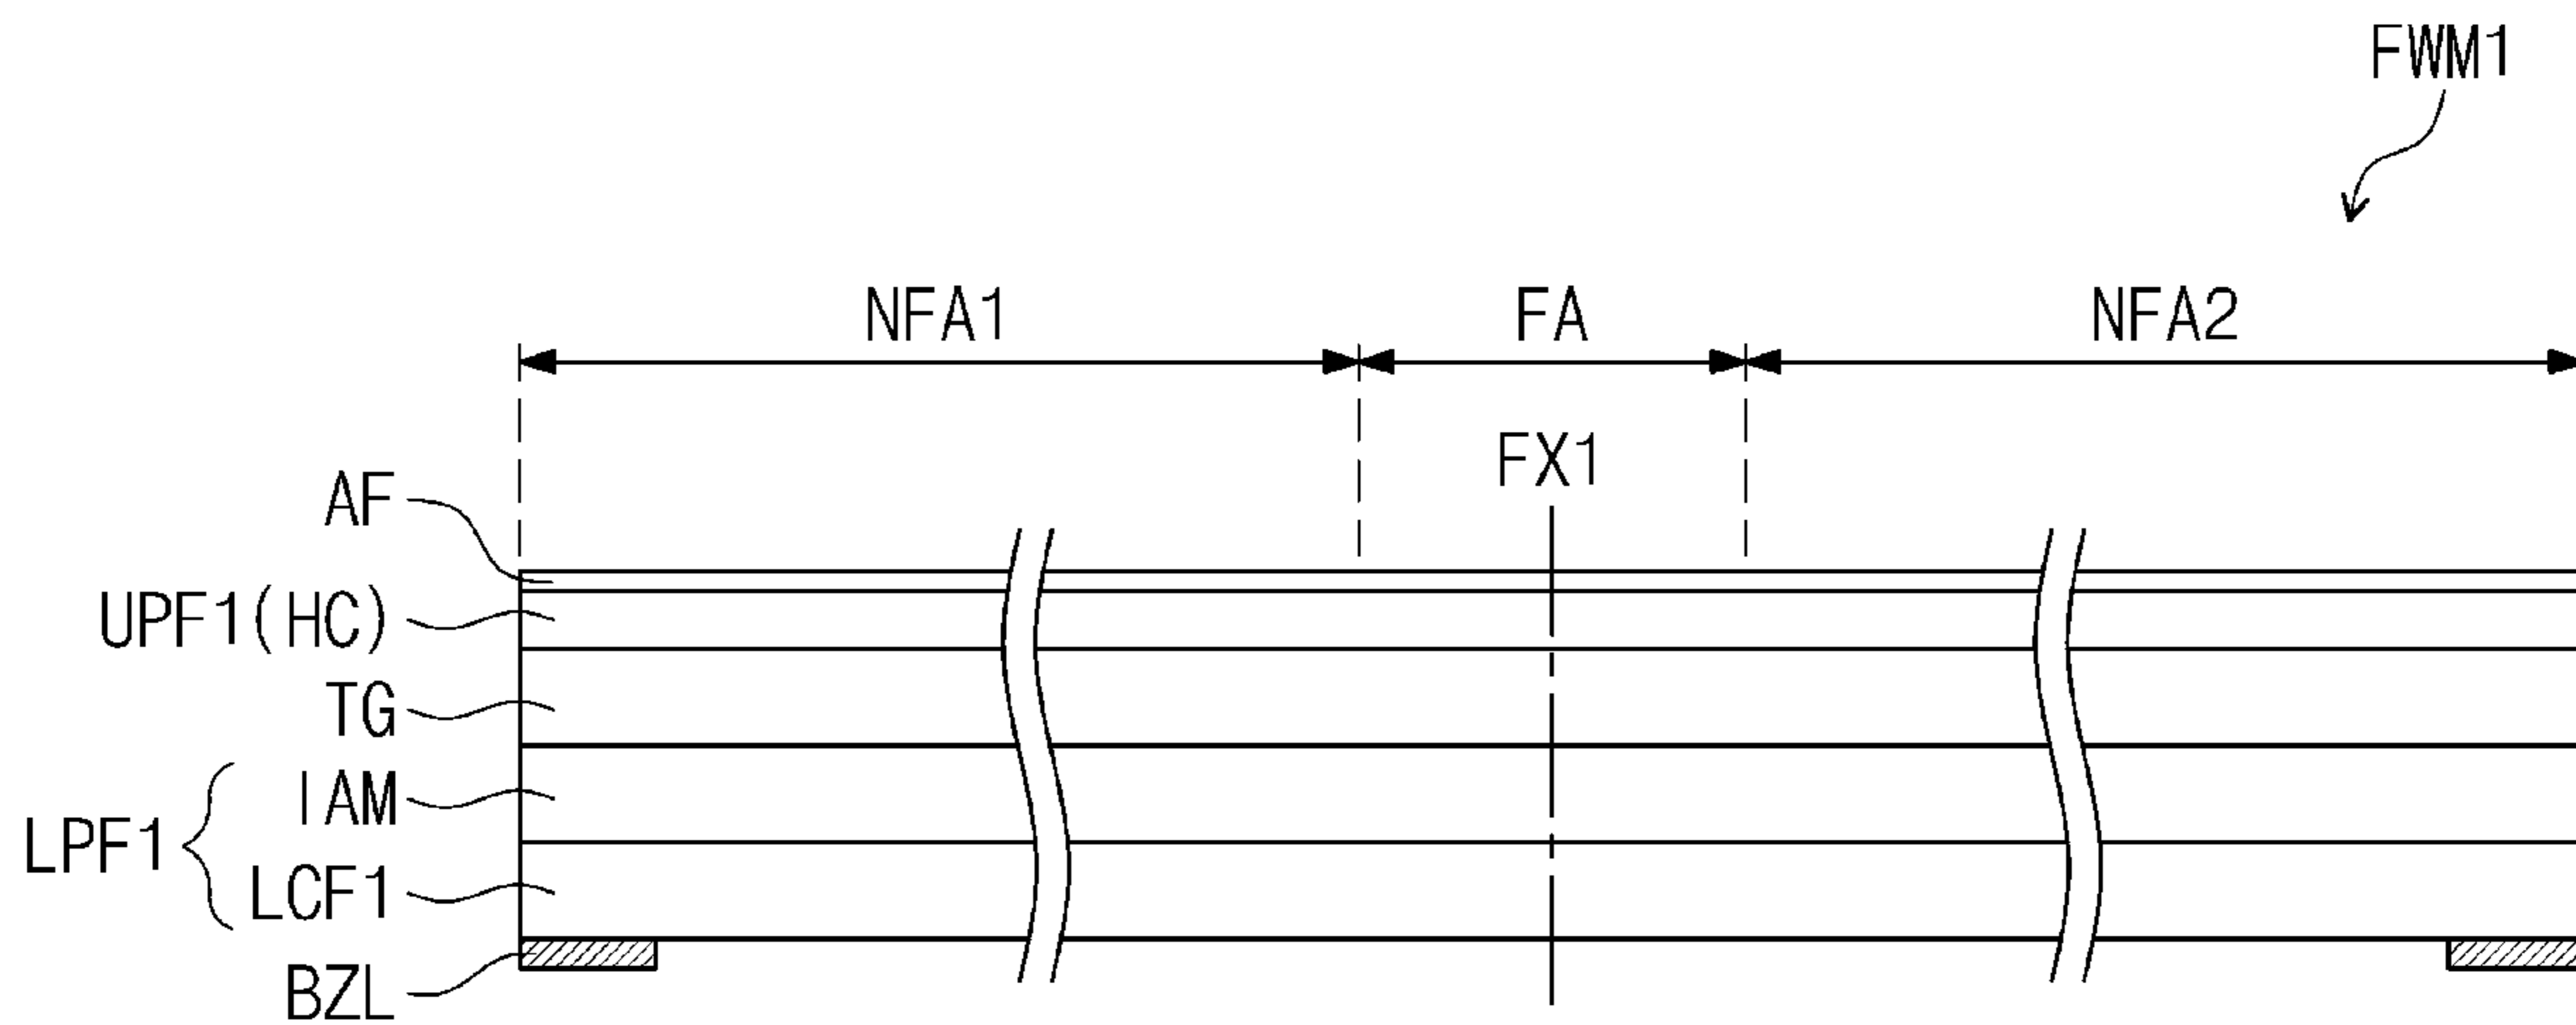 FWM1
NFA1 FA NFA2
FX1
AF
UPF1(HC)
TG
IAM
LPF1
LCF1
BZL